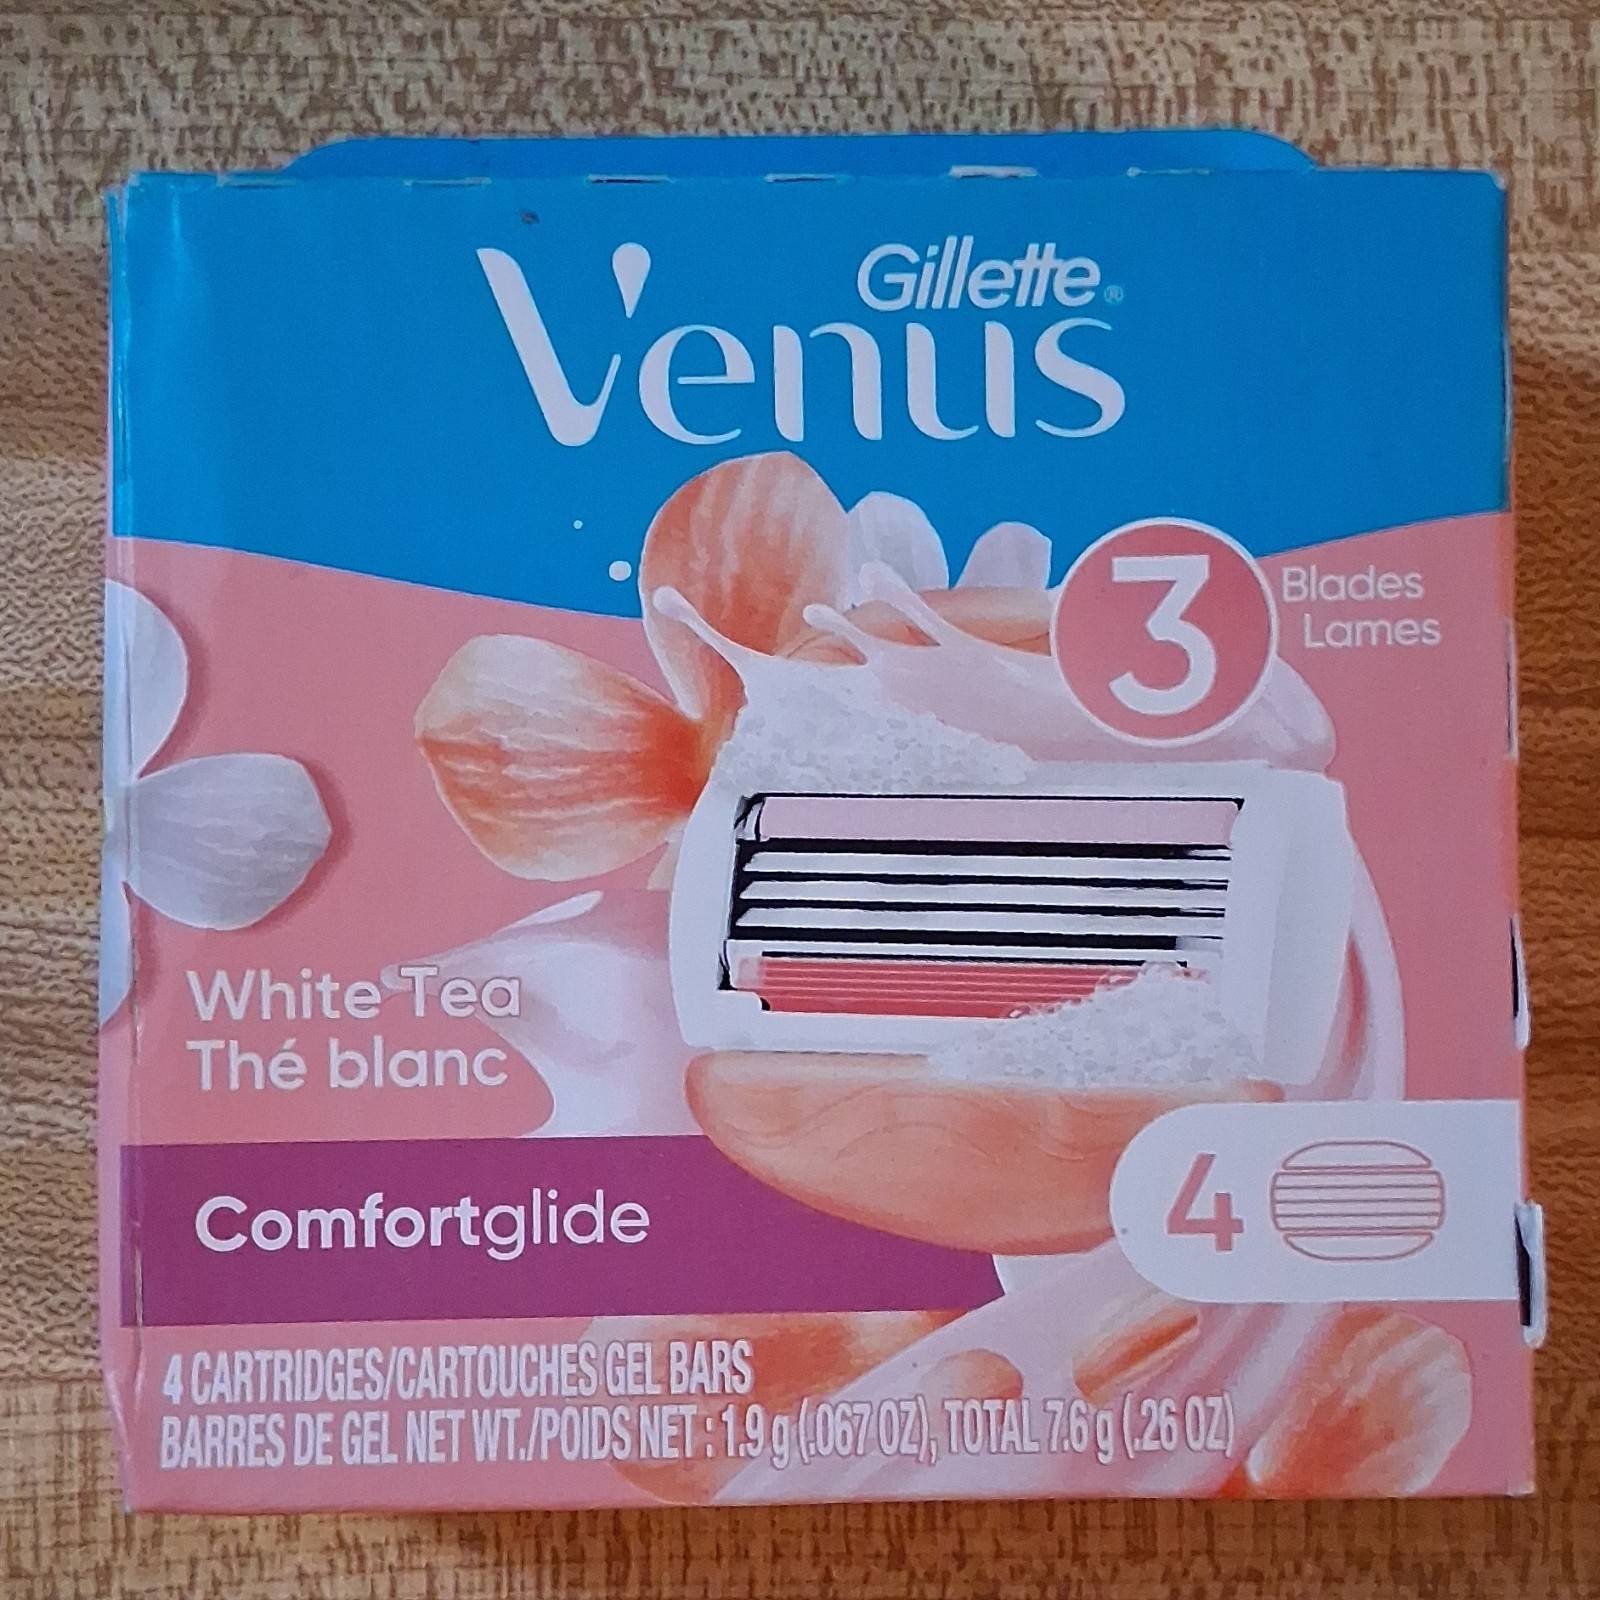 Gillette®
Venus
3
Blades
Lames
White Tea
Thé blanc
Comfortglide
4
4 CARTRIDGES/CARTOUCHES GEL BARS
BARRES DE GEL NET WT./POIDS NET : 1.9 g (.067 OZ), TOTAL 7.6 g (.26 OZ)